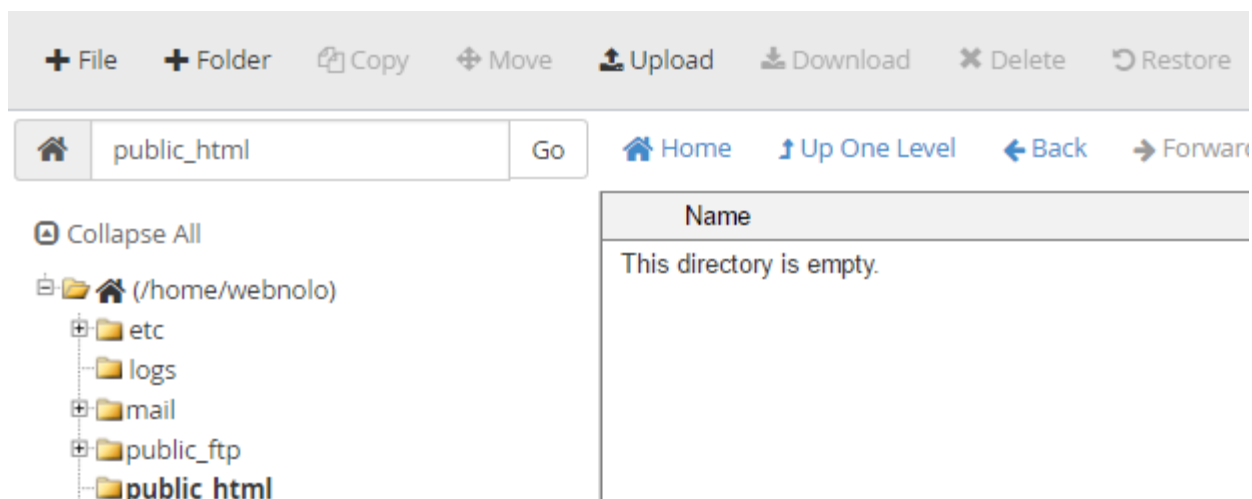 File Folder Copy Move Upload Download Delete Restore
public_html Go Home Up One Level Back Forward
Name
Collapse All
This directory is empty.
(/home/webnolo)
etc
logs
mail
public_ftp
public_html